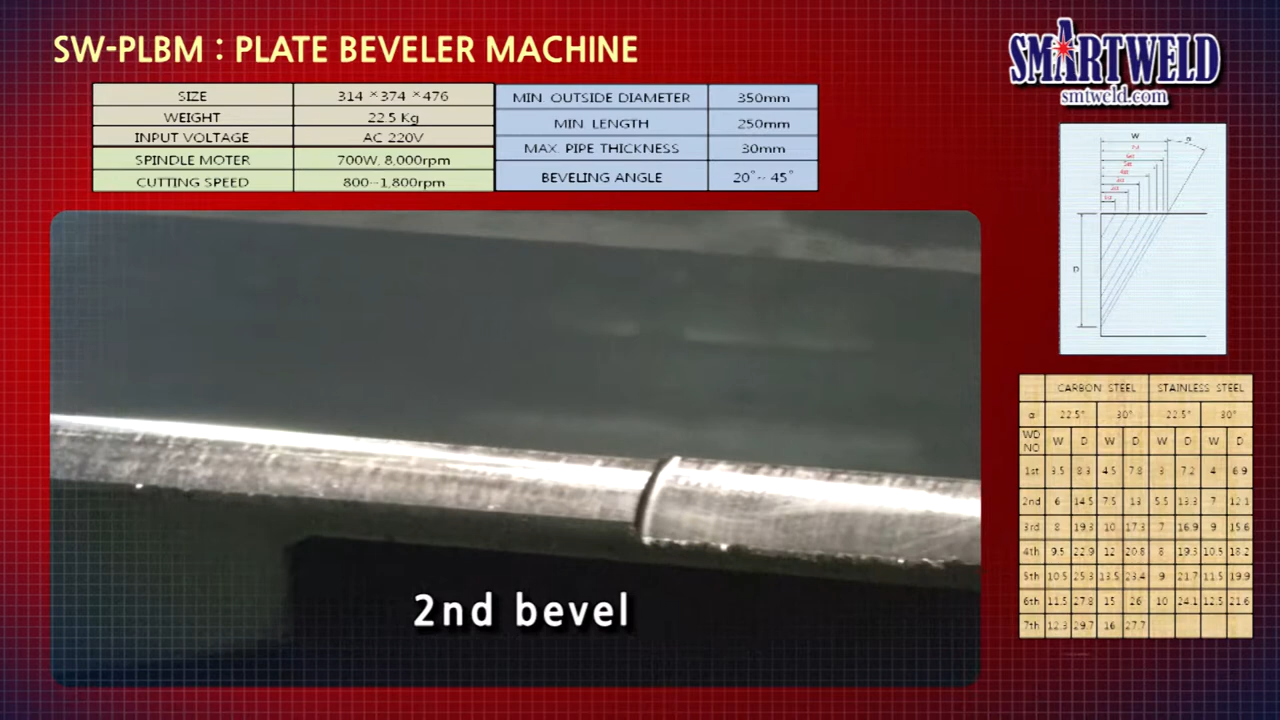 SW-PLBM : PLATE BEVELER MACHINE
SMARTWELD
smtweld.com
SIZE 314 ×374 ×476
WEIGHT 22.5 Kg
INPUT VOLTAGE AC 220V
SPINDLE MOTER 700W, 8,000rpm
CUTTING SPEED 800~1,800rpm
MIN. OUTSIDE DIAMETER 350mm
MIN. LENGTH 250mm
MAX. PIPE THICKNESS 30mm
BEVELING ANGLE 20°~ 45°
W α
D
CARBON STEEL STAINLESS STEEL
α 22.5° 30° 22.5° 30°
WD NO W D W D W D W D
1st 3.5 8.3 4.5 7.8 3 7.2 4 6.9
2nd 6 14.5 7.5 13 5.5 13.3 7 12.1
3rd 8 19.3 10 17.3 7 16.9 9 15.6
4th 9.5 22.9 12 20.8 8 19.3 10.5 18.2
5th 10.5 25.3 13.5 23.4 9 21.7 11.5 19.9
6th 11.5 27.8 15 26 10 24.1 12.5 21.6
7th 12.3 29.7 16 27.7
2nd bevel